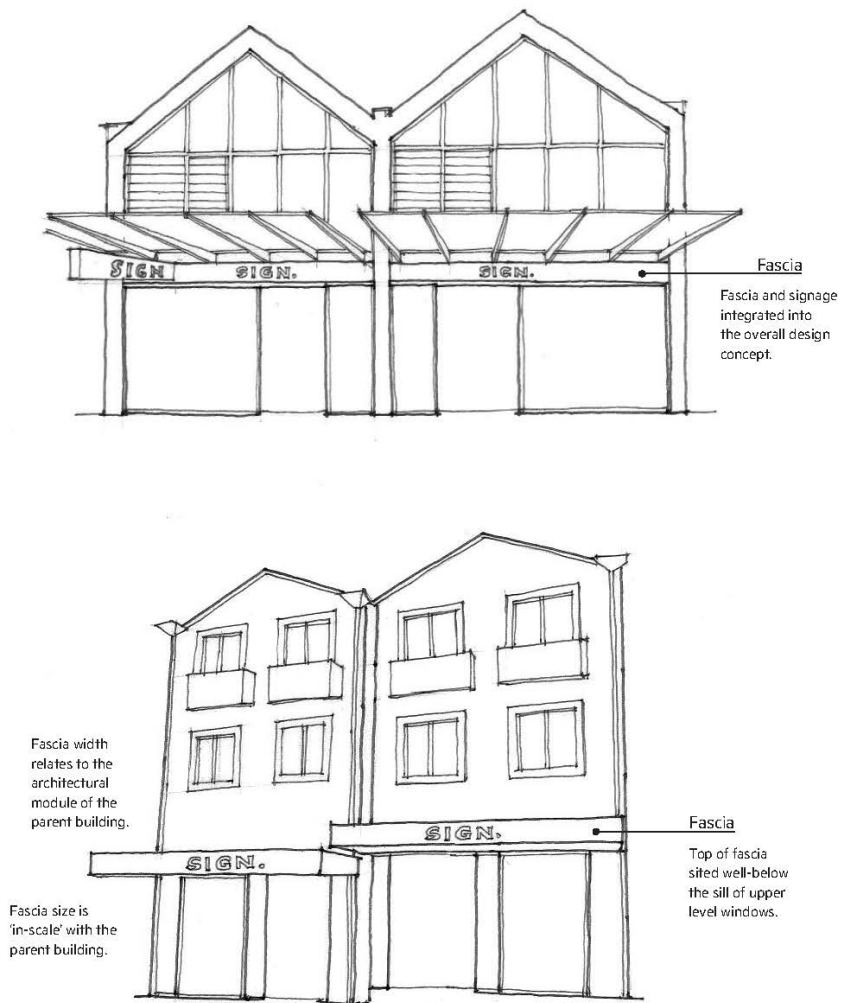 SIGN
SIGN.
SIGN.
Fascia
Fascia and signage
integrated into
the overall design
concept.
Fascia width
relates to the
architectural
module of the
parent building.
SIGN.
Fascia
SIGN.
Top of fascia
sited well-below
the sill of upper
level windows.
Fascia size is
'in-scale' with the
parent building.